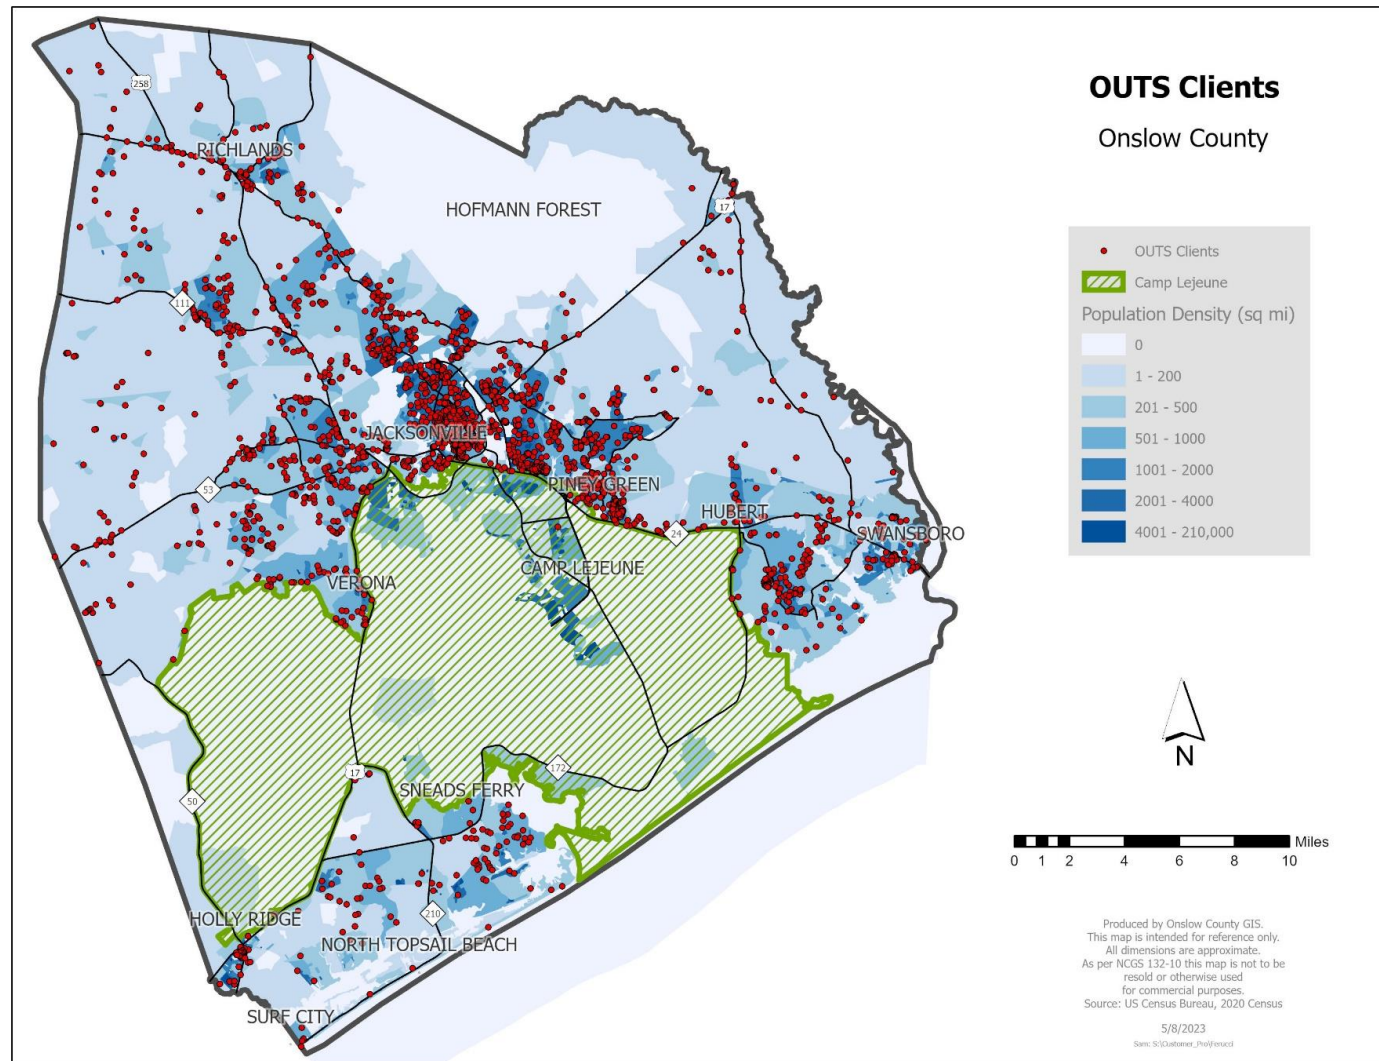 OUTS Clients
Onslow County
OUTS Clients
Camp Lejeune
Population Density (sq mi)
0
1 - 200
201 - 500
501 - 1000
1001 - 2000
2001 - 4000
4001 - 210,000
258
RICHLANDS
HOFMANN FOREST
17
111
JACKSONVILLE
53
PINEY GREEN
HUBERT
24
SWANSBORO
CAMP LEJEUNE
VERONA
17
172
50
SNEADS FERRY
HOLLY RIDGE
210
NORTH TOPSAIL BEACH
SURF CITY
N
Miles
0 1 2 4 6 8 10
Produced by Onslow County GIS.
This map is intended for reference only.
All dimensions are approximate.
As per NCGS 132-10 this map is not to be
resold or otherwise used
for commercial purposes.
Source: US Census Bureau, 2020 Census
5/8/2023